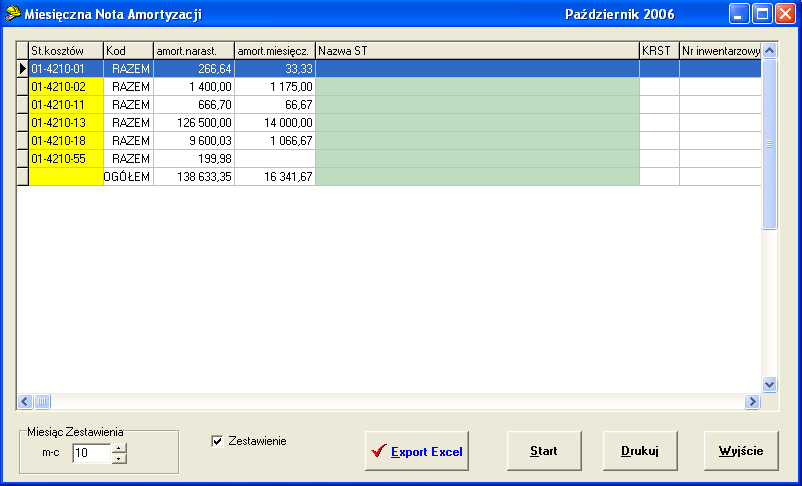 Miesięczna Nota Amortyzacji Październik 2006
St.kosztów Kod amort.narast. amort.miesięcz. Nazwa ST KRST Nr inwentarzowy
01-4210-01 RAZEM 266,64 33,33
01-4210-02 RAZEM 1 400,00 1 175,00
01-4210-11 RAZEM 666,70 66,67
01-4210-13 RAZEM 126 500,00 14 000,00
01-4210-18 RAZEM 9 600,03 1 066,67
01-4210-55 RAZEM 199,98
OGÓŁEM 138 633,35 16 341,67
Miesiąc Zestawienia
m-c 10
Zestawienie
Export Excel
Start
Drukuj
Wyjście